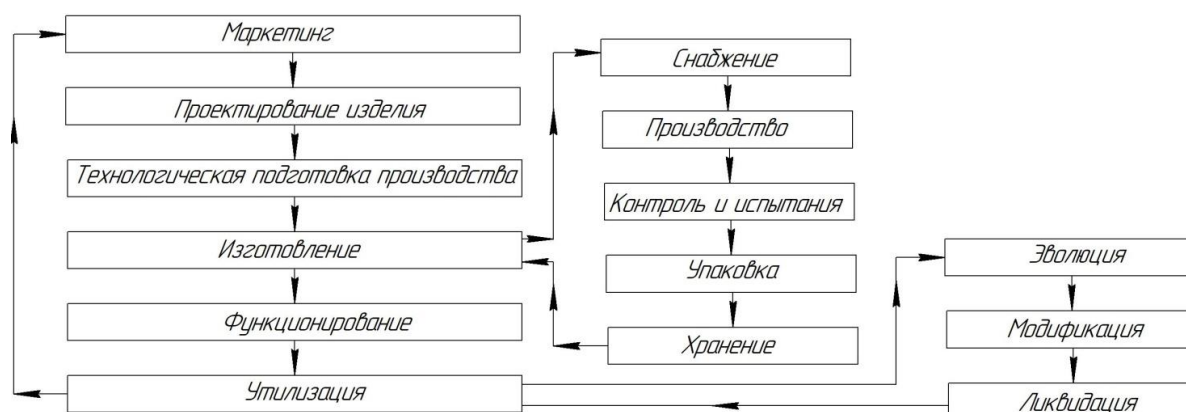 Маркетинг
Проектирование изделия
Технологическая подготовка производства
Изготовление
Функционирование
Утилизация
Снабжение
Производство
Контроль и испытания
Упаковка
Хранение
Эволюция
Модификация
Ликвидация